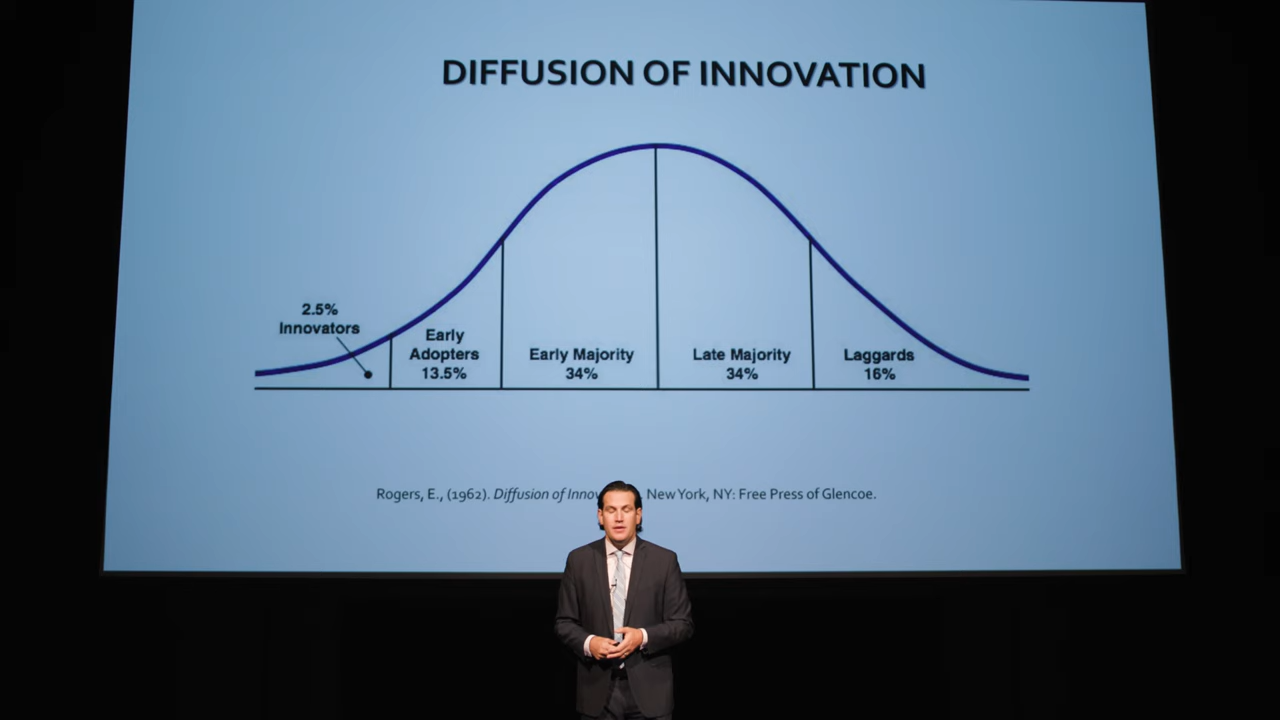 DIFFUSION OF INNOVATION
2.5%
Innovators
Early
Adopters
13.5%
Early Majority
34%
Late Majority
34%
Laggards
16%
Rogers, E., (1962). Diffusion of New York, NY: Free Press of Glencoe.